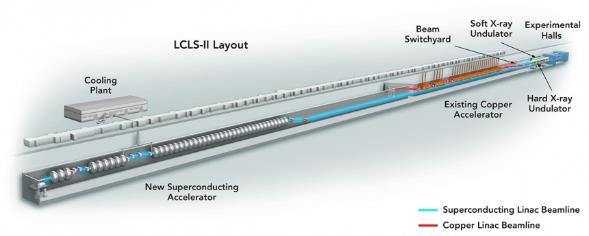 LCLS-II Layout
Cooling
Plant
Beam
Switchyard
Soft X-ray
Undulator
Experimental
Halls
Existing Copper
Accelerator
Hard X-ray
Undulator
New Superconducting
Accelerator
Superconducting Linac Beamline
Copper Linac Beamline